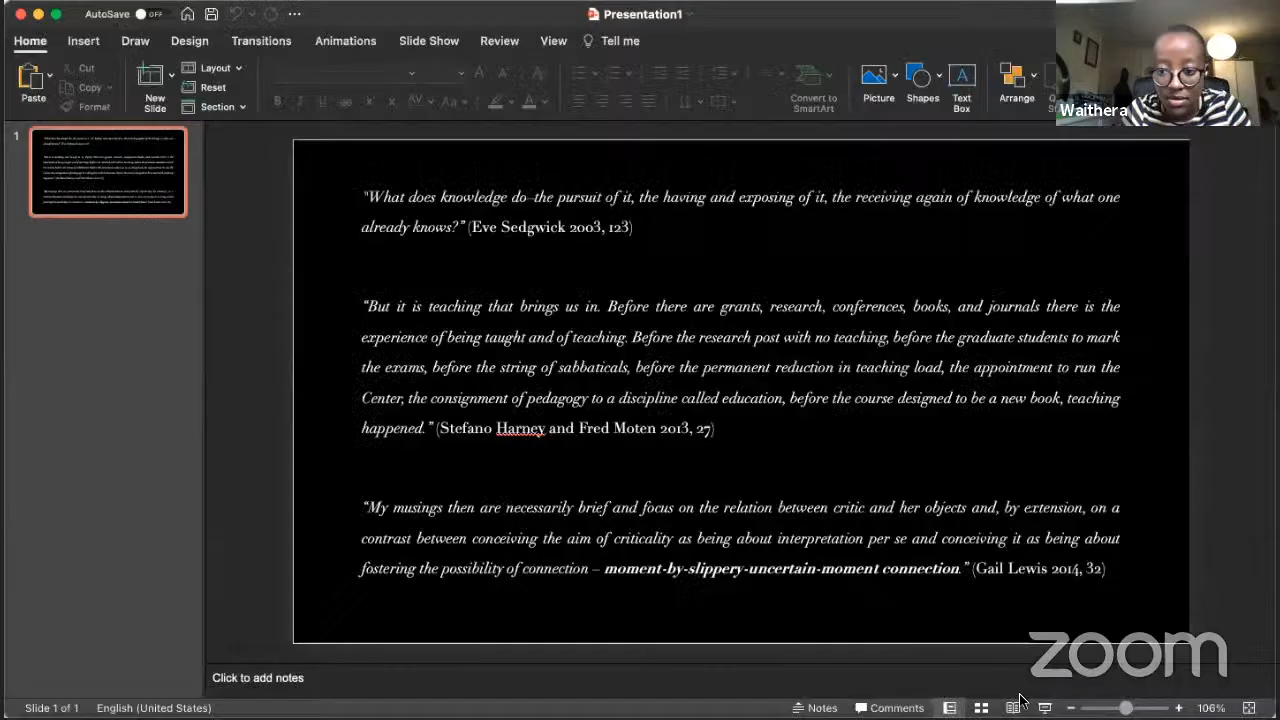 AutoSave OFF
Presentation1
Home Insert Draw Design Transitions Animations Slide Show Review View Tell me
Paste
Cut
Copy
Format
New Slide
Layout
Reset
Section
Convert to SmartArt
Picture
Shapes
Text Box
Arrange
Waithera
1
"What does knowledge do–the pursuit of it, the having and exposing of it, the receiving again of knowledge of what one
already knows?" (Eve Sedgwick 2003, 123)
“But it is teaching that brings us in. Before there are grants, research, conferences, books, and journals there is the
experience of being taught and of teaching. Before the research post with no teaching, before the graduate students to mark
the exams, before the string of sabbaticals, before the permanent reduction in teaching load, the appointment to run the
Center, the consignment of pedagogy to a discipline called education, before the course designed to be a new book, teaching
happened.” (Stefano Harney and Fred Moten 2013, 27)
“My musings then are necessarily brief and focus on the relation between critic and her objects and, by extension, on a
contrast between conceiving the aim of criticality as being about interpretation per se and conceiving it as being about
fostering the possibility of connection – moment-by-slippery-uncertain-moment connection.” (Gail Lewis 2014, 32)
zoom
Click to add notes
Slide 1 of 1 English (United States) Notes Comments 106%